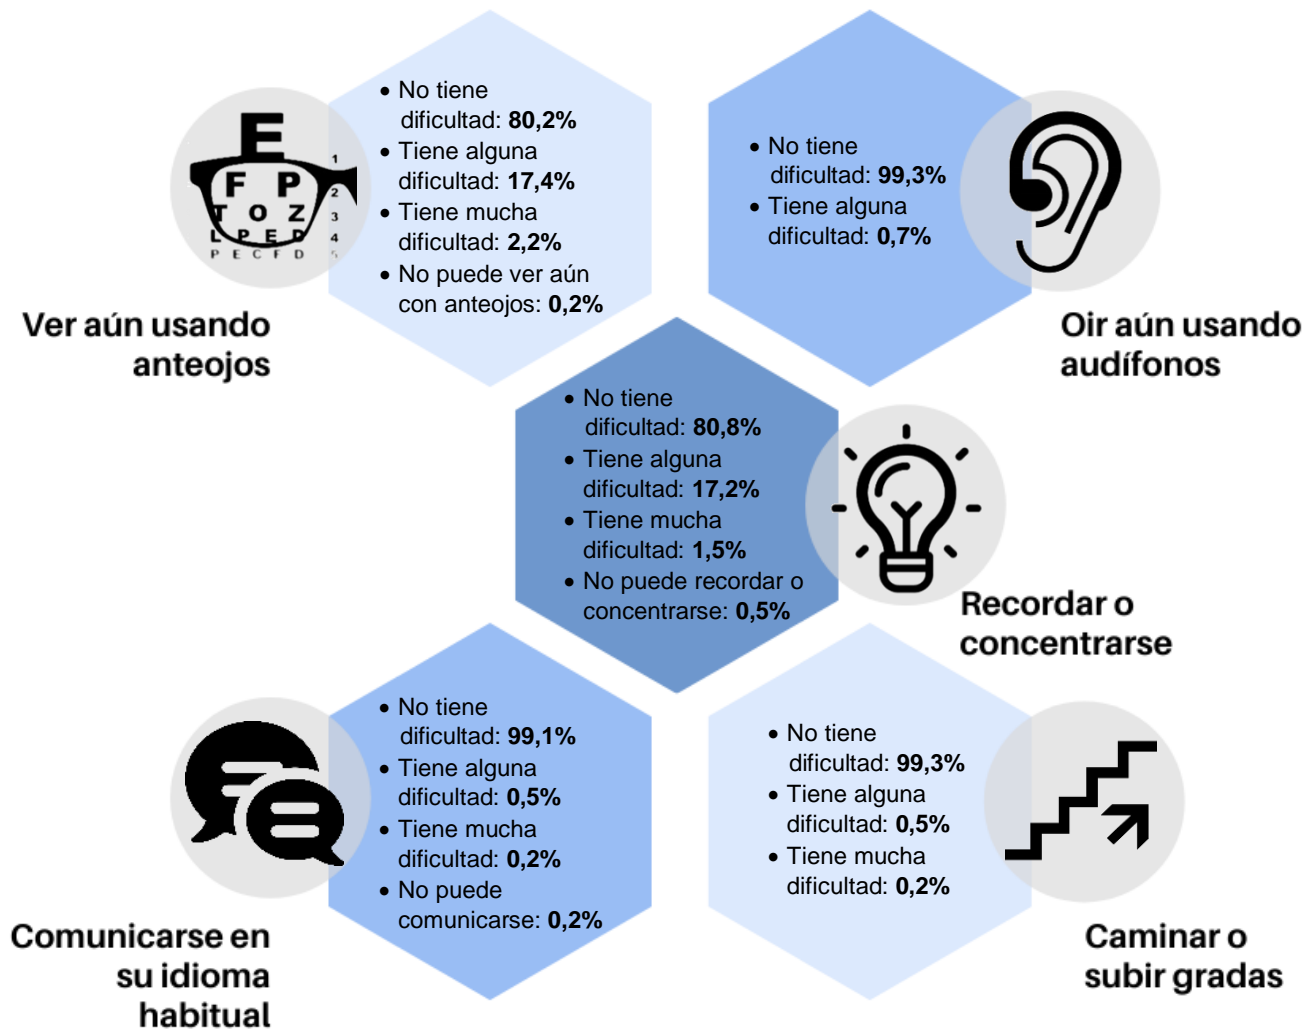 E
F P
T O Z
L P E D
P E C F D
1
2
3
4
• No tiene
dificultad: 80,2%
• Tiene alguna
dificultad: 17,4%
• Tiene mucha
dificultad: 2,2%
• No puede ver aún
con anteojos: 0,2%
Ver aún usando
anteojos
• No tiene
dificultad: 99,3%
• Tiene alguna
dificultad: 0,7%
Oir aún usando
audífonos
• No tiene
dificultad: 80,8%
• Tiene alguna
dificultad: 17,2%
• Tiene mucha
dificultad: 1,5%
• No puede recordar o
concentrarse: 0,5%
Recordar o
concentrarse
• No tiene
dificultad: 99,1%
• Tiene alguna
dificultad: 0,5%
• Tiene mucha
dificultad: 0,2%
• No puede
comunicarse: 0,2%
Comunicarse en
su idioma
habitual
• No tiene
dificultad: 99,3%
• Tiene alguna
dificultad: 0,5%
• Tiene mucha
dificultad: 0,2%
Caminar o
subir gradas